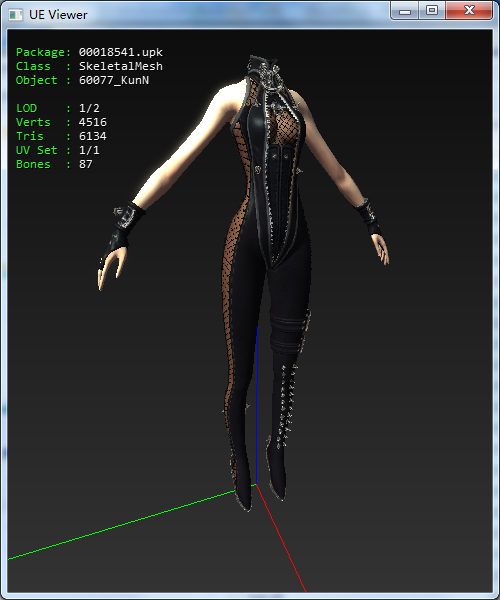 UE Viewer
Package: 00018541.upk
Class  : SkeletalMesh
Object : 60077_KunN
LOD    : 1/2
Verts  : 4516
Tris   : 6134
UV Set : 1/1
Bones  : 87